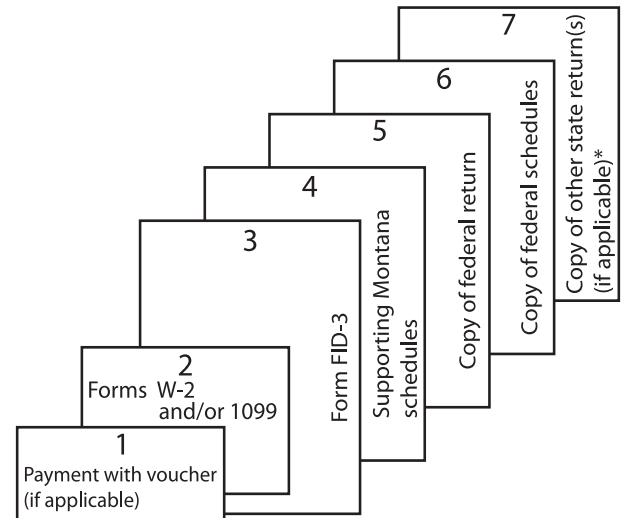 7
Copy of other state return(s)
(if applicable)*
6
Copy of federal schedules
5
Copy of federal return
4
Supporting Montana
schedules
3
Form FID-3
2
Forms W-2
and/or 1099
1
Payment with voucher
(if applicable)